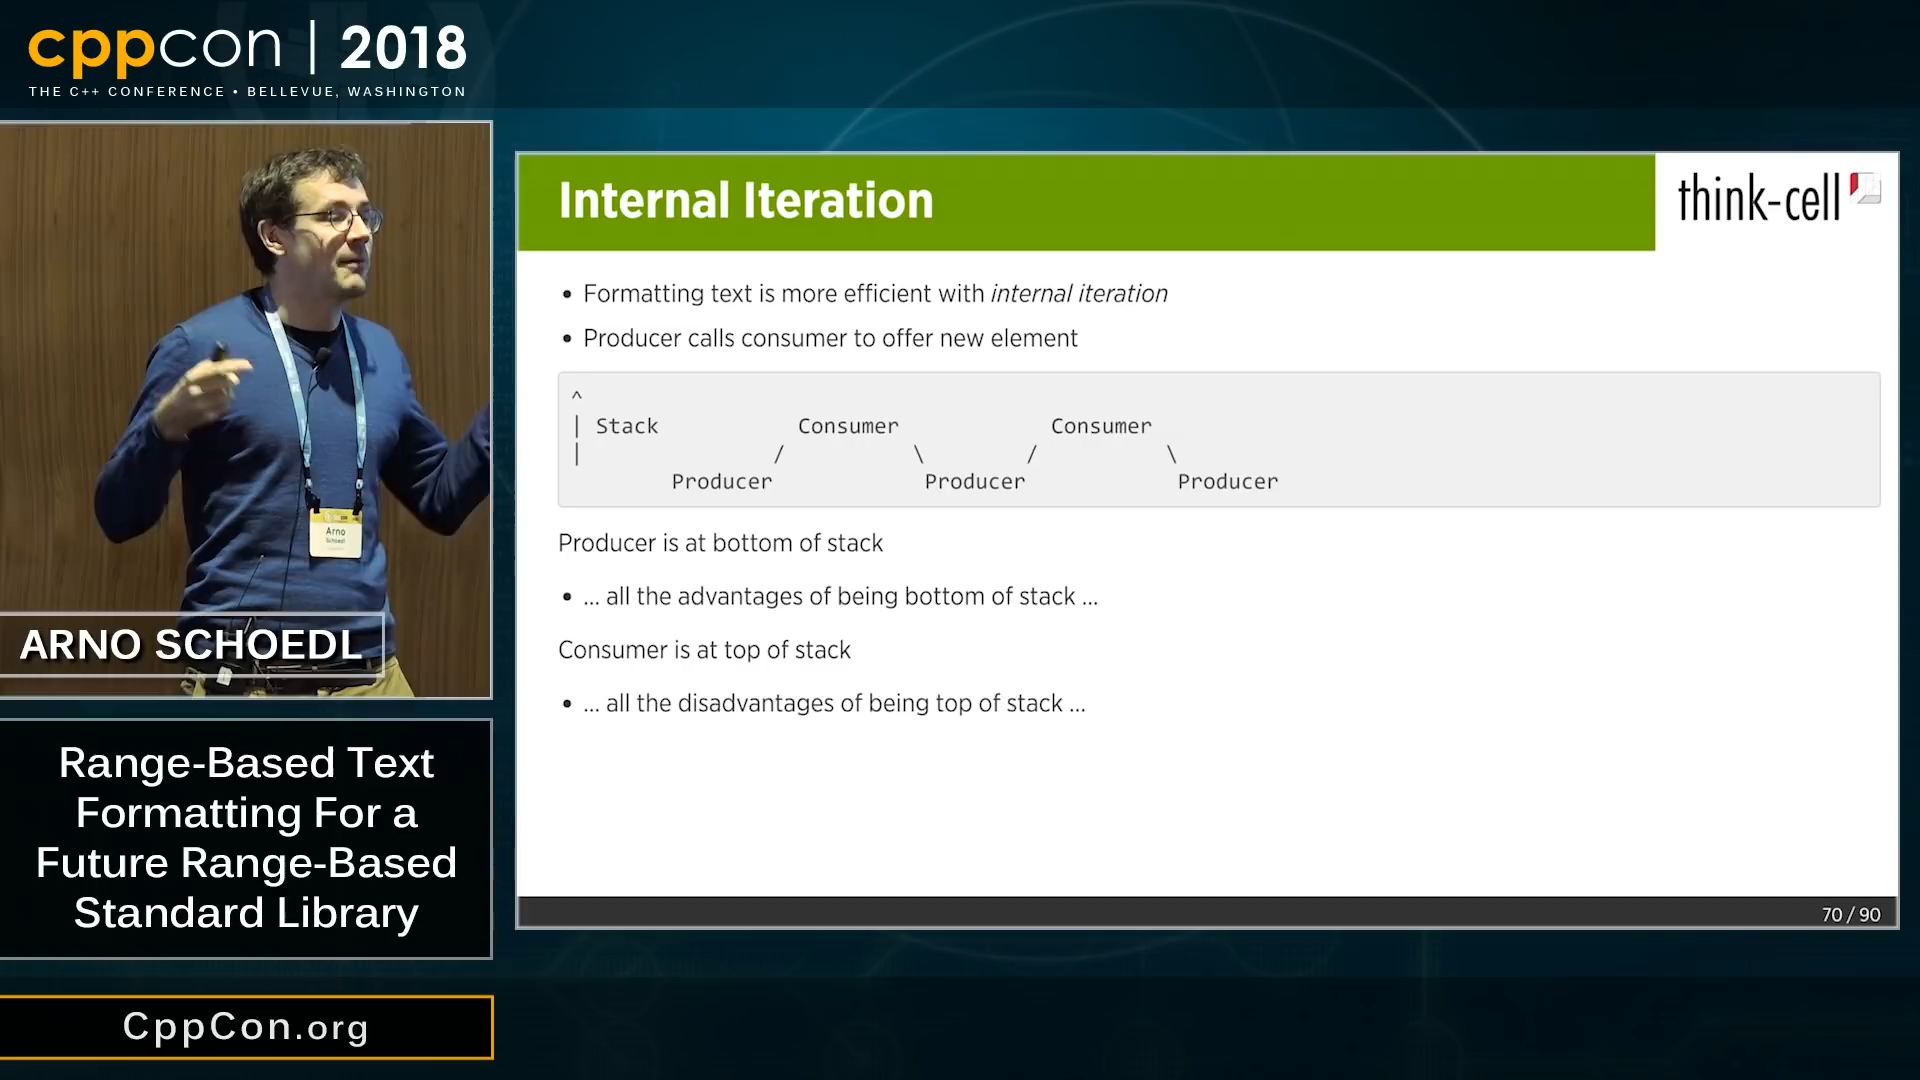 cppcon | 2018
THE C++ CONFERENCE • BELLEVUE, WASHINGTON
Arno
Schoedl
ARNO SCHOEDL
Range-Based Text
Formatting For a
Future Range-Based
Standard Library
CppCon.org
Internal Iteration
think-cell
• Formatting text is more efficient with internal iteration
• Producer calls consumer to offer new element
^
| Stack           Consumer            Consumer
|               /          \        /          \
        Producer            Producer            Producer
Producer is at bottom of stack
• ... all the advantages of being bottom of stack ...
Consumer is at top of stack
• ... all the disadvantages of being top of stack ...
70 / 90